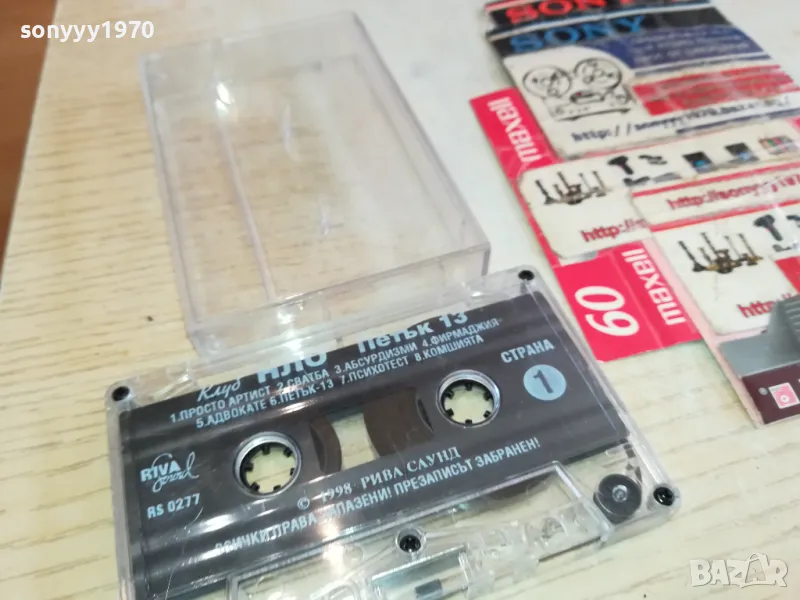 sonyyy1970
SONY
SONY
maxell
http://
http://
maxell
60
http://
Клуб НЛО Петък 13
1.ПРОСТО АРТИСТ 2.СВАТБА 3.АБСУРДИЗМИ 4.ФИРМАДЖИЯ
5.АДВОКАТЕ 6.ПЕТЪК-13 7.ПСИХОТЕСТ 8.КОМШИЯТА
СТРАНА
1
RIVA
sound
RS 0277
© 1998 РИВА САУНД
ВСИЧКИ ПРАВА ЗАПАЗЕНИ! ПРЕЗАПИСЪТ ЗАБРАНЕН!
BAZAR